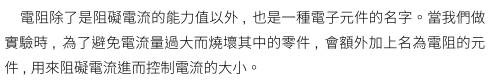 電阻除了是阻礙電流的能力值以外，也是一種電子元件的名字。當我們做
實驗時，為了避免電流量過大而燒壞其中的零件，會額外加上名為電阻的元
件，用來阻礙電流進而控制電流的大小。